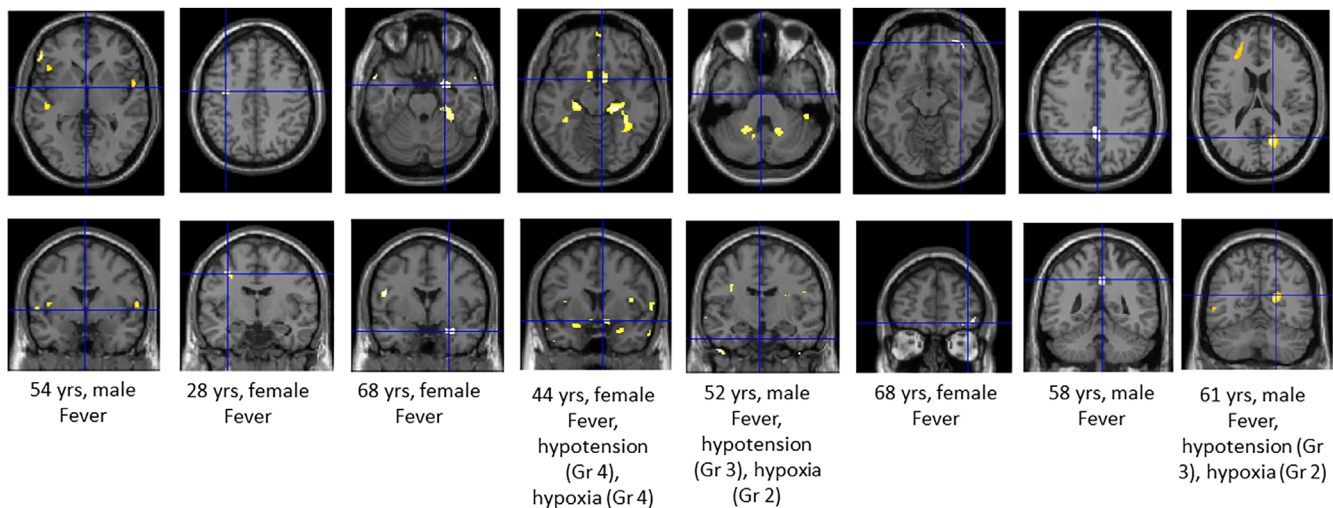 54 yrs, male
Fever
28 yrs, female
Fever
68 yrs, female
Fever
44 yrs, female
Fever,
hypotension
(Gr 4),
hypoxia (Gr 4)
52 yrs, male
Fever,
hypotension
(Gr 3), hypoxia
(Gr 2)
68 yrs, female
Fever
58 yrs, male
Fever
61 yrs, male
Fever,
hypotension (Gr
3), hypoxia (Gr 2)